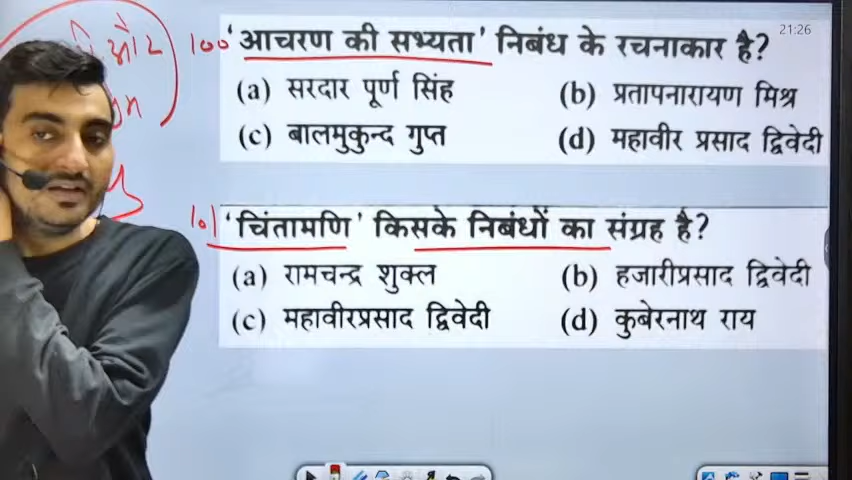 21:26
और
100 'आचरण की सभ्यता' निबंध के रचनाकार है?
(a) सरदार पूर्ण सिंह (b) प्रतापनारायण मिश्र
(c) बालमुकुन्द गुप्त (d) महावीर प्रसाद द्विवेदी
101 'चिंतामणि' किसके निबंधों का संग्रह है?
(a) रामचन्द्र शुक्ल (b) हजारीप्रसाद द्विवेदी
(c) महावीरप्रसाद द्विवेदी (d) कुबेरनाथ राय